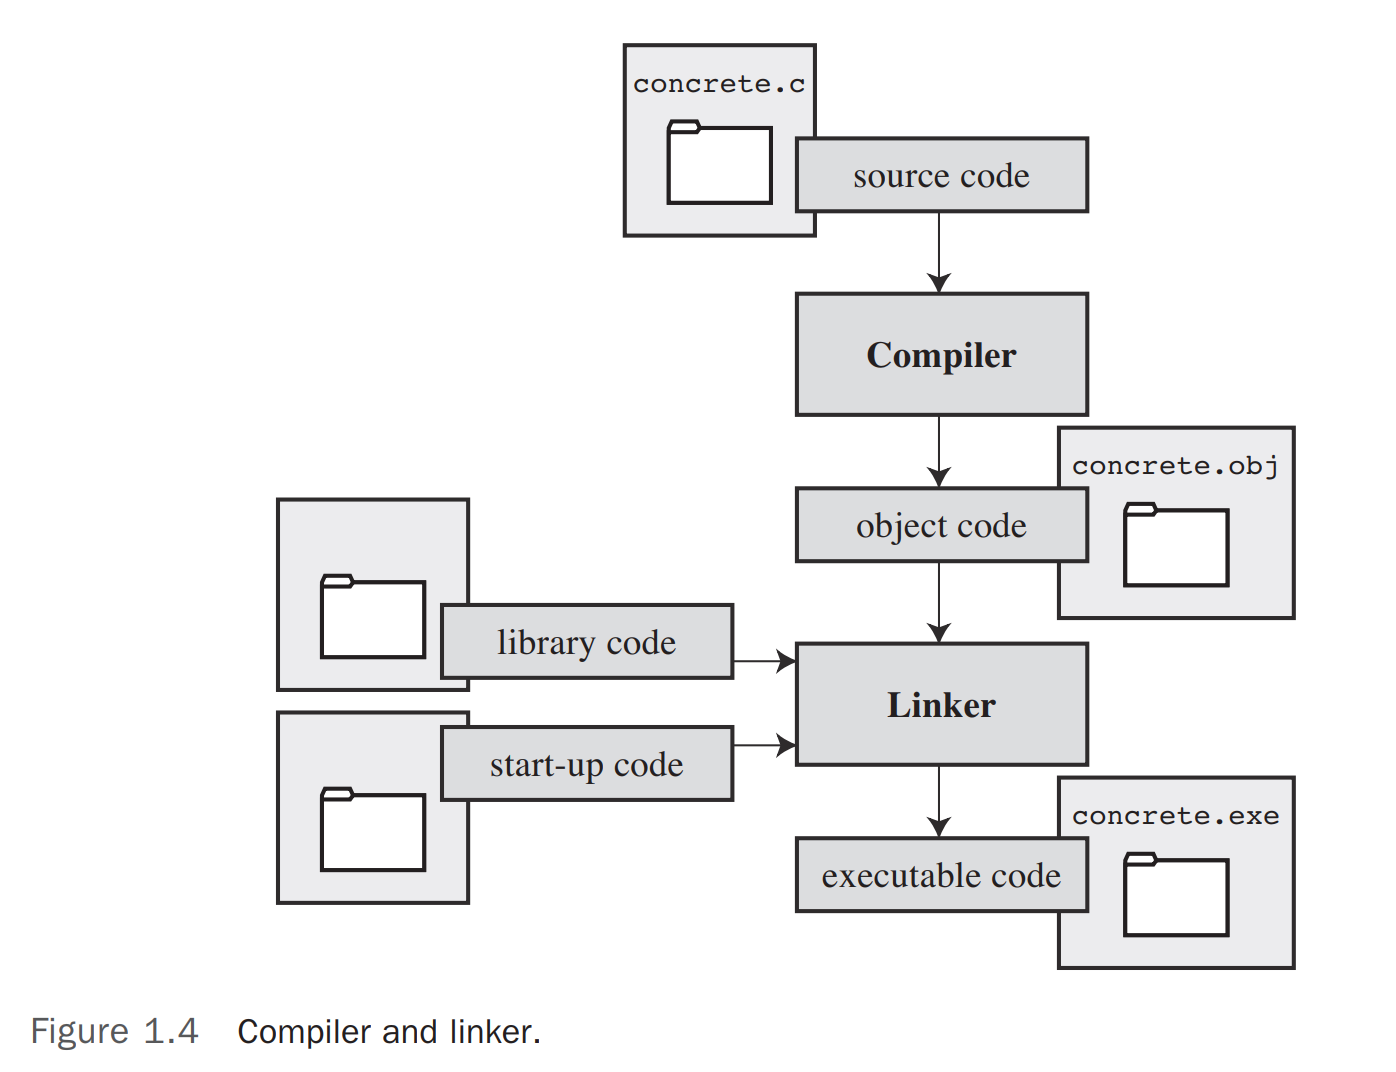 concrete.c
source code
Compiler
concrete.obj
object code
library code
Linker
start-up code
concrete.exe
executable code
Figure 1.4 Compiler and linker.